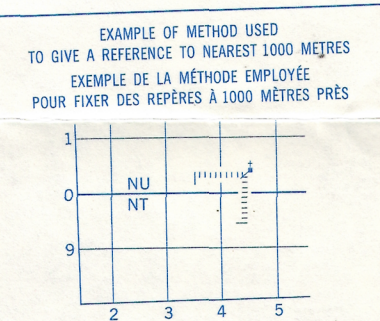 EXAMPLE OF METHOD USED
TO GIVE A REFERENCE TO NEAREST 1000 METRES
EXEMPLE DE LA MÉTHODE EMPLOYÉE
POUR FIXER DES REPÈRES À 1000 MÈTRES PRÈS
1
NU
0
NT
9
2 3 4 5